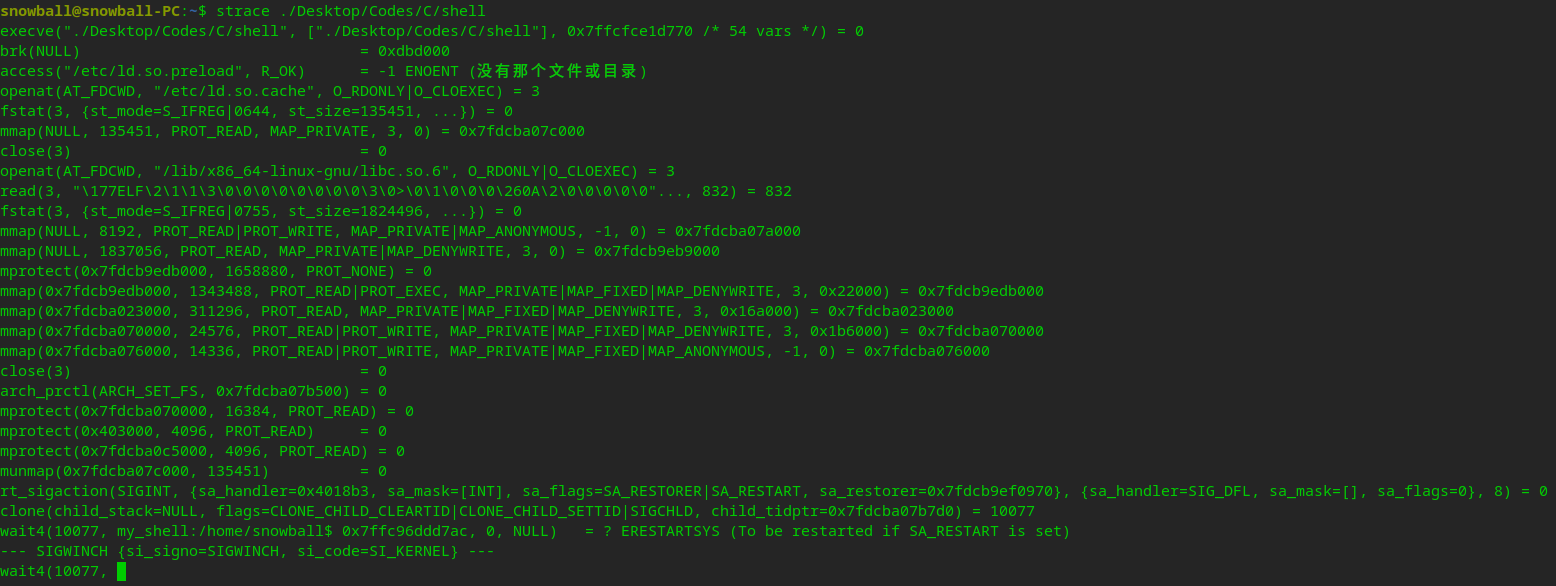 snowball@snowball-PC:~$ strace ./Desktop/Codes/C/shell
execve("./Desktop/Codes/C/shell", ["./Desktop/Codes/C/shell"], 0x7ffcfce1d770 /* 54 vars */) = 0
brk(NULL)                               = 0xdbd000
access("/etc/ld.so.preload", R_OK)      = -1 ENOENT (没有那个文件或目录)
openat(AT_FDCWD, "/etc/ld.so.cache", O_RDONLY|O_CLOEXEC) = 3
fstat(3, {st_mode=S_IFREG|0644, st_size=135451, ...}) = 0
mmap(NULL, 135451, PROT_READ, MAP_PRIVATE, 3, 0) = 0x7fdcba07c000
close(3)                                = 0
openat(AT_FDCWD, "/lib/x86_64-linux-gnu/libc.so.6", O_RDONLY|O_CLOEXEC) = 3
read(3, "\177ELF\2\1\1\3\0\0\0\0\0\0\0\0\3\0>\0\1\0\0\0\260A\2\0\0\0\0\0"..., 832) = 832
fstat(3, {st_mode=S_IFREG|0755, st_size=1824496, ...}) = 0
mmap(NULL, 8192, PROT_READ|PROT_WRITE, MAP_PRIVATE|MAP_ANONYMOUS, -1, 0) = 0x7fdcba07a000
mmap(NULL, 1837056, PROT_READ, MAP_PRIVATE|MAP_DENYWRITE, 3, 0) = 0x7fdcb9eb9000
mprotect(0x7fdcb9edb000, 1658880, PROT_NONE) = 0
mmap(0x7fdcb9edb000, 1343488, PROT_READ|PROT_EXEC, MAP_PRIVATE|MAP_FIXED|MAP_DENYWRITE, 3, 0x22000) = 0x7fdcb9edb000
mmap(0x7fdcba023000, 311296, PROT_READ, MAP_PRIVATE|MAP_FIXED|MAP_DENYWRITE, 3, 0x16a000) = 0x7fdcba023000
mmap(0x7fdcba070000, 24576, PROT_READ|PROT_WRITE, MAP_PRIVATE|MAP_FIXED|MAP_DENYWRITE, 3, 0x1b6000) = 0x7fdcba070000
mmap(0x7fdcba076000, 14336, PROT_READ|PROT_WRITE, MAP_PRIVATE|MAP_FIXED|MAP_ANONYMOUS, -1, 0) = 0x7fdcba076000
close(3)                                = 0
arch_prctl(ARCH_SET_FS, 0x7fdcba07b500) = 0
mprotect(0x7fdcba070000, 16384, PROT_READ) = 0
mprotect(0x403000, 4096, PROT_READ)     = 0
mprotect(0x7fdcba0c5000, 4096, PROT_READ) = 0
munmap(0x7fdcba07c000, 135451)          = 0
rt_sigaction(SIGINT, {sa_handler=0x4018b3, sa_mask=[INT], sa_flags=SA_RESTORER|SA_RESTART, sa_restorer=0x7fdcb9ef0970}, {sa_handler=SIG_DFL, sa_mask=[], sa_flags=0}, 8) = 0
clone(child_stack=NULL, flags=CLONE_CHILD_CLEARTID|CLONE_CHILD_SETTID|SIGCHLD, child_tidptr=0x7fdcba07b7d0) = 10077
wait4(10077, my_shell:/home/snowball$ 0x7ffc96ddd7ac, 0, NULL)   = ? ERESTARTSYS (To be restarted if SA_RESTART is set)
--- SIGWINCH {si_signo=SIGWINCH, si_code=SI_KERNEL} ---
wait4(10077,